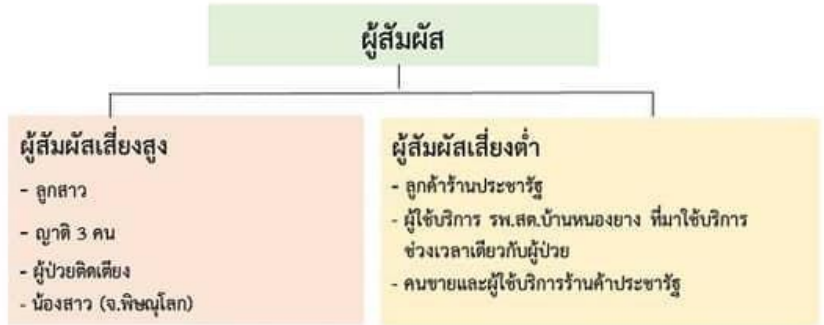 ผู้สัมผัส
ผู้สัมผัสเสี่ยงสูง
- ลูกสาว
- ญาติ 3 คน
- ผู้ป่วยติดเตียง
- น้องสาว (จ.พิษณุโลก)
ผู้สัมผัสเสี่ยงต่ำ
- ลูกค้าร้านประชารัฐ
- ผู้ใช้บริการ รพ.สต.บ้านหนองยาง ที่มาใช้บริการ
ช่วงเวลาเดียวกับผู้ป่วย
- คนขายและผู้ใช้บริการร้านค้าประชารัฐ